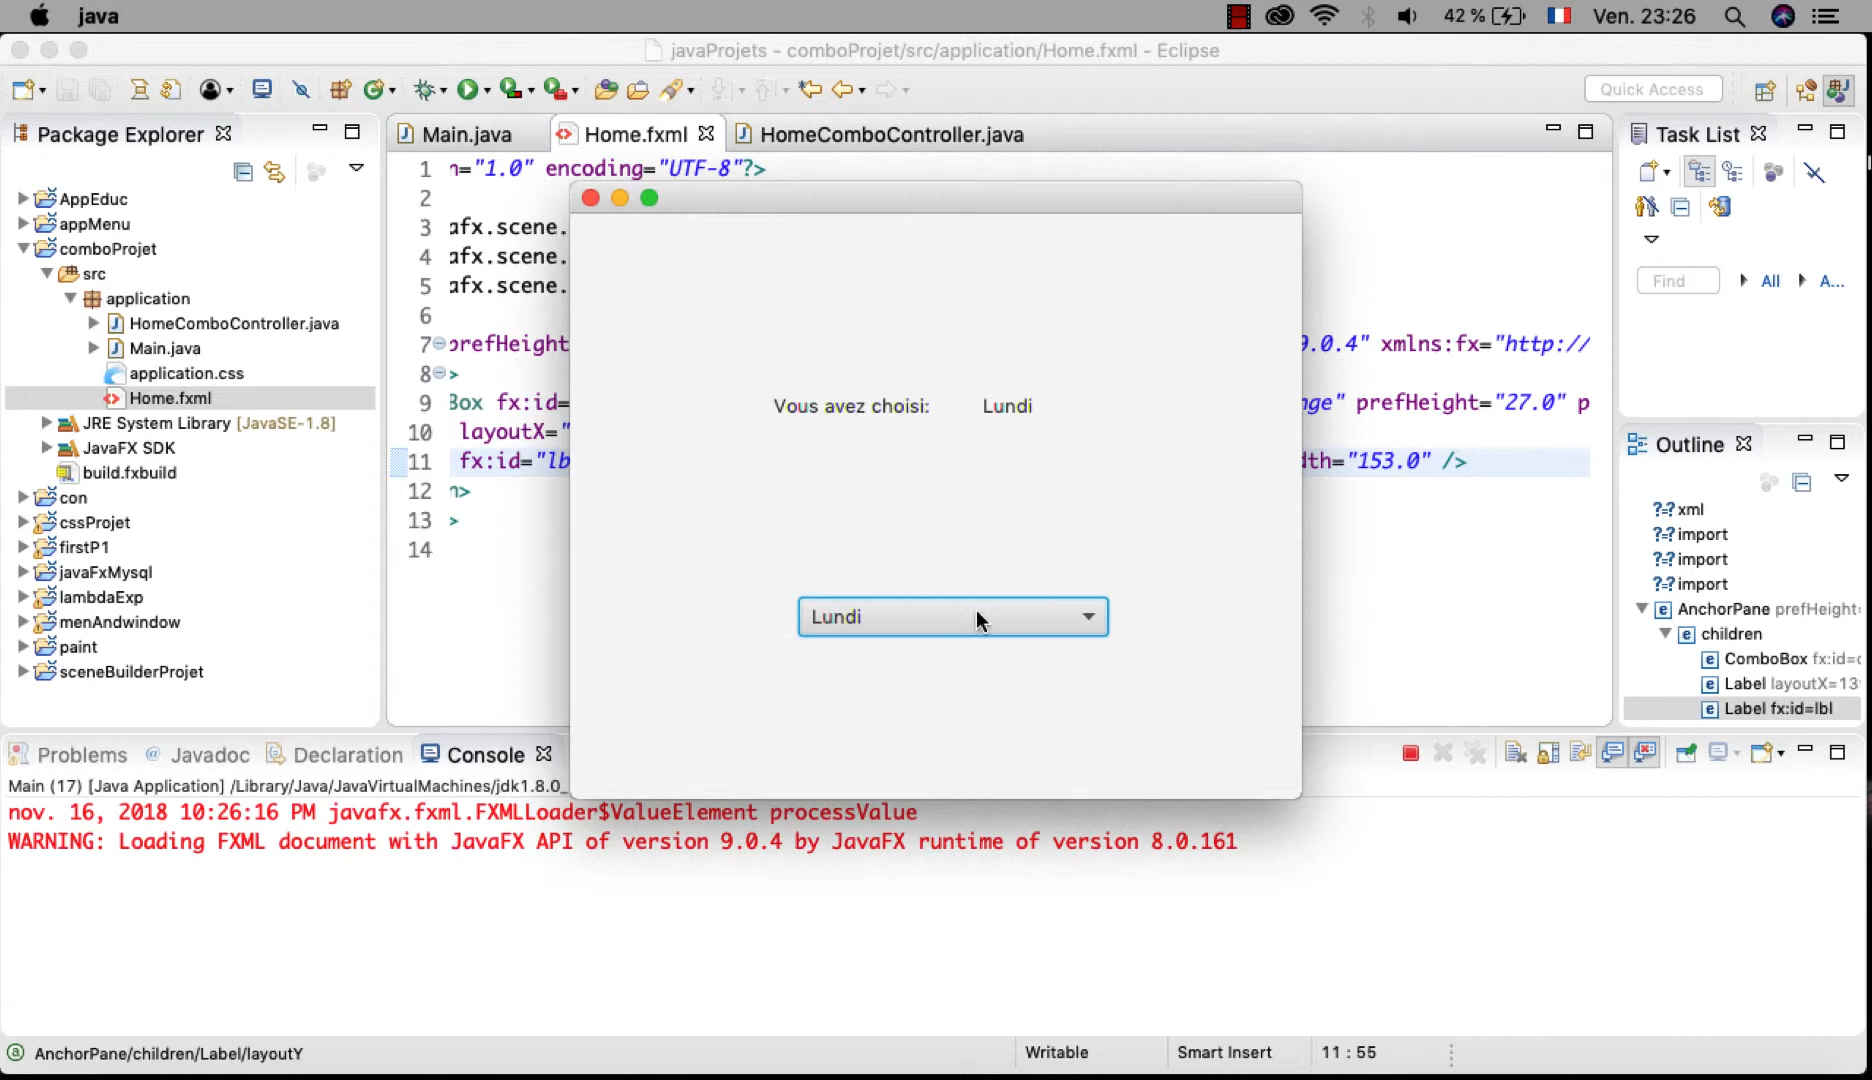 java
42 %
Ven. 23:26
javaProjets - comboProjet/src/application/Home.fxml - Eclipse
Quick Access
Package Explorer
AppEduc
appMenu
comboProjet
src
application
HomeComboController.java
Main.java
application.css
Home.fxml
JRE System Library [JavaSE-1.8]
JavaFX SDK
build.fxbuild
con
cssProjet
firstP1
javaFxMysql
lambdaExp
menAndwindow
paint
sceneBuilderProjet
Main.java
Home.fxml
HomeComboController.java
1 n="1.0" encoding="UTF-8"?>
2
3 afx.scene.
4 afx.scene.
5 afx.scene.
6
7 prefHeight 9.0.4" xmlns:fx="http://
8 >
9 Box fx:id= nge" prefHeight="27.0" p
10 layoutX="
11 fx:id="lb dth="153.0" />
12 n>
13 >
14
Vous avez choisi: Lundi
Lundi
Task List
Find
All
A...
Outline
?=? xml
?=? import
?=? import
?=? import
AnchorPane prefHeight=
children
ComboBox fx:id=c
Label layoutX=139
Label fx:id=lbl
Problems
Javadoc
Declaration
Console
Main (17) [Java Application] /Library/Java/JavaVirtualMachines/jdk1.8.0_
nov. 16, 2018 10:26:16 PM javafx.fxml.FXMLLoader$ValueElement processValue
WARNING: Loading FXML document with JavaFX API of version 9.0.4 by JavaFX runtime of version 8.0.161
AnchorPane/children/Label/layoutY
Writable
Smart Insert
11 : 55